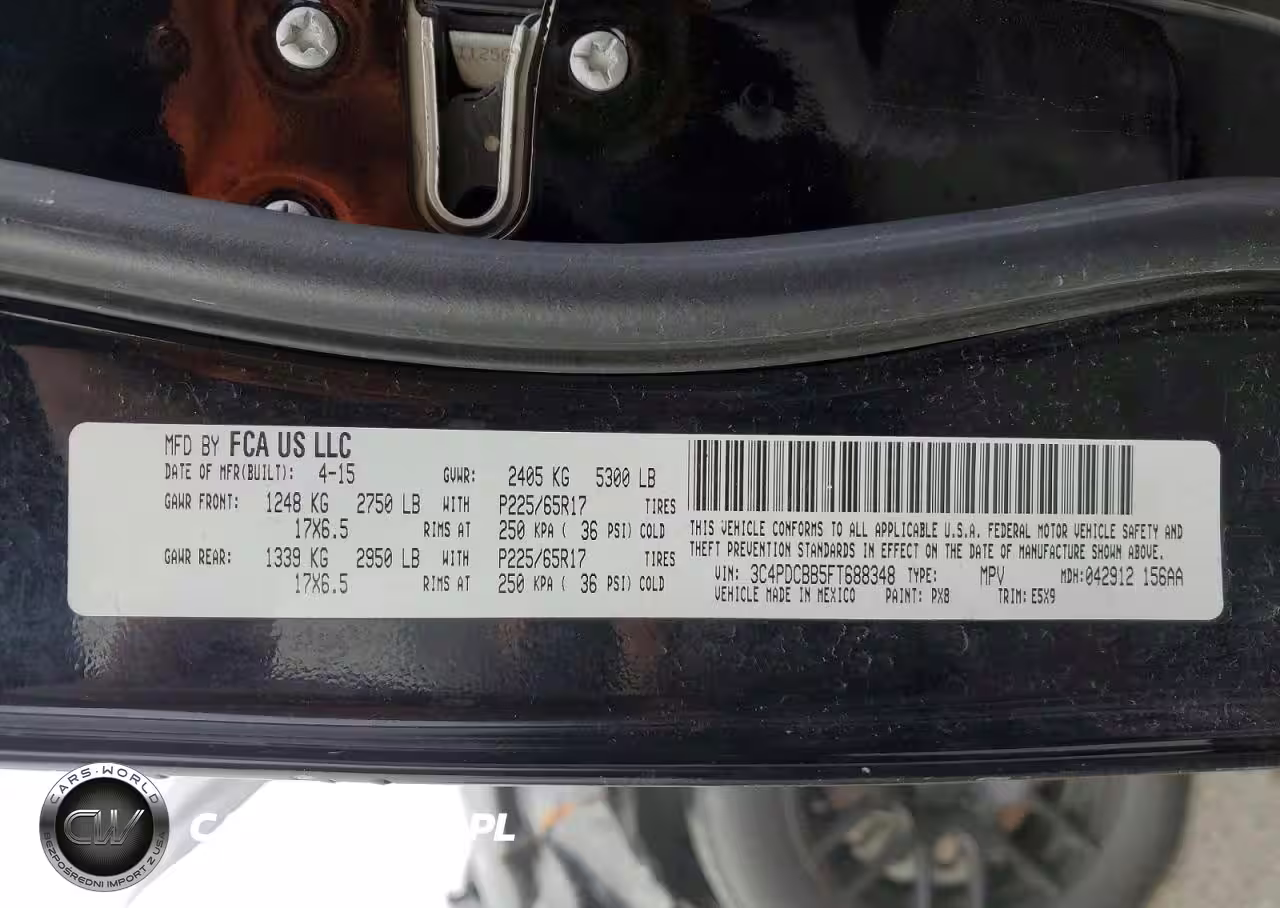 11256
MFD BY FCA US LLC
DATE OF MFR(BUILT): 4-15 GVWR: 2405 KG 5300 LB
GAWR FRONT: 1248 KG 2750 LB WITH P225/65R17 TIRES
17X6.5 RIMS AT 250 KPA ( 36 PSI) COLD
GAWR REAR: 1339 KG 2950 LB WITH P225/65R17 TIRES
17X6.5 RIMS AT 250 KPA ( 36 PSI) COLD
THIS VEHICLE CONFORMS TO ALL APPLICABLE U.S.A. FEDERAL MOTOR VEHICLE SAFETY AND
THEFT PREVENTION STANDARDS IN EFFECT ON THE DATE OF MANUFACTURE SHOWN ABOVE.
VIN: 3C4PDCBB5FT688348 TYPE: MPV MDH:042912 156AA
VEHICLE MADE IN MEXICO PAINT: PX8 TRIM: E5X9
CARS-WORLD
CW
BEZPOŚREDNI IMPORT Z USA